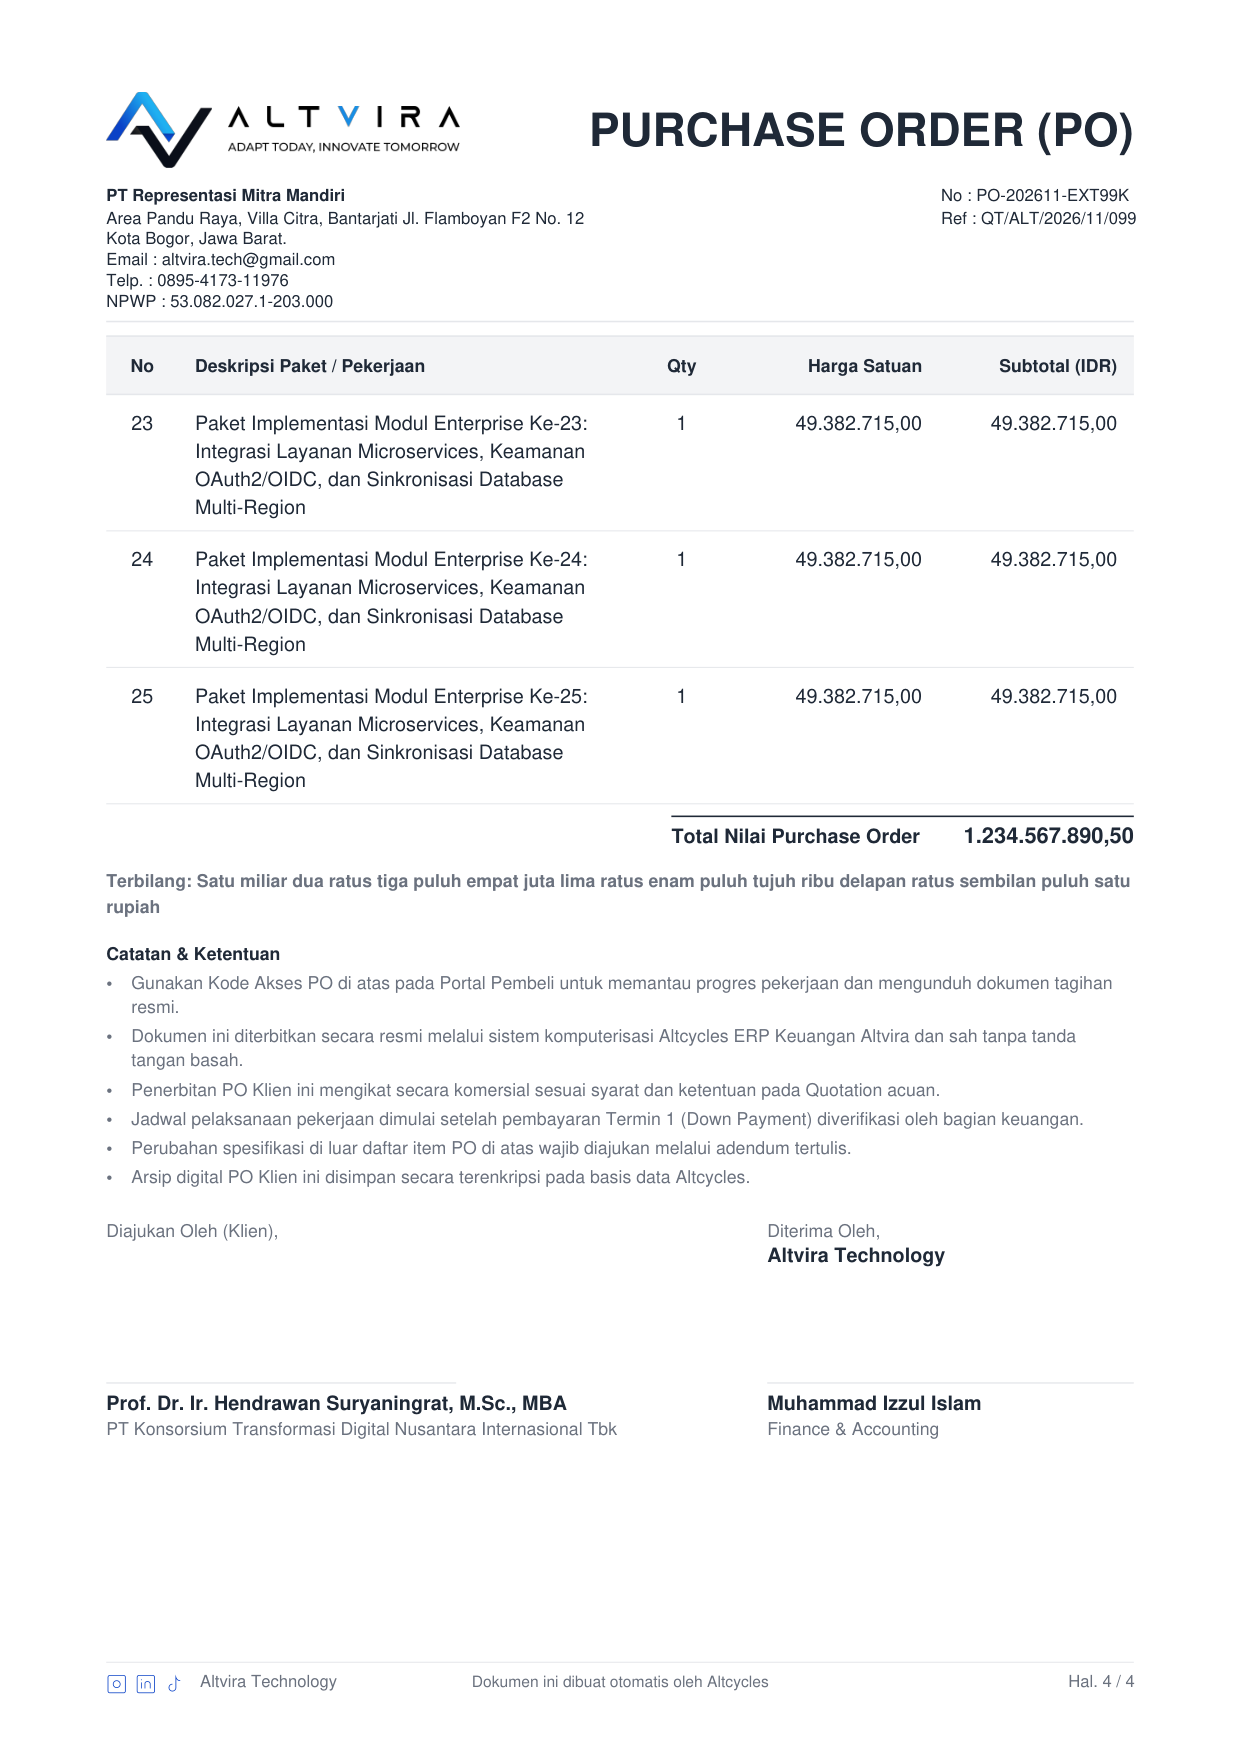 ALTVIRA
ADAPT TODAY, INNOVATE TOMORROW
PURCHASE ORDER (PO)
PT Representasi Mitra Mandiri
Area Pandu Raya, Villa Citra, Bantarjati Jl. Flamboyan F2 No. 12
Kota Bogor, Jawa Barat.
Email : altvira.tech@gmail.com
Telp. : 0895-4173-11976
NPWP : 53.082.027.1-203.000
No : PO-202611-EXT99K
Ref : QT/ALT/2026/11/099
No Deskripsi Paket / Pekerjaan Qty Harga Satuan Subtotal (IDR)
23 Paket Implementasi Modul Enterprise Ke-23: 1 49.382.715,00 49.382.715,00
Integrasi Layanan Microservices, Keamanan
OAuth2/OIDC, dan Sinkronisasi Database
Multi-Region
24 Paket Implementasi Modul Enterprise Ke-24: 1 49.382.715,00 49.382.715,00
Integrasi Layanan Microservices, Keamanan
OAuth2/OIDC, dan Sinkronisasi Database
Multi-Region
25 Paket Implementasi Modul Enterprise Ke-25: 1 49.382.715,00 49.382.715,00
Integrasi Layanan Microservices, Keamanan
OAuth2/OIDC, dan Sinkronisasi Database
Multi-Region
Total Nilai Purchase Order 1.234.567.890,50
Terbilang: Satu miliar dua ratus tiga puluh empat juta lima ratus enam puluh tujuh ribu delapan ratus sembilan puluh satu
rupiah
Catatan & Ketentuan
• Gunakan Kode Akses PO di atas pada Portal Pembeli untuk memantau progres pekerjaan dan mengunduh dokumen tagihan
resmi.
• Dokumen ini diterbitkan secara resmi melalui sistem komputerisasi Altcycles ERP Keuangan Altvira dan sah tanpa tanda
tangan basah.
• Penerbitan PO Klien ini mengikat secara komersial sesuai syarat dan ketentuan pada Quotation acuan.
• Jadwal pelaksanaan pekerjaan dimulai setelah pembayaran Termin 1 (Down Payment) diverifikasi oleh bagian keuangan.
• Perubahan spesifikasi di luar daftar item PO di atas wajib diajukan melalui adendum tertulis.
• Arsip digital PO Klien ini disimpan secara terenkripsi pada basis data Altcycles.
Diajukan Oleh (Klien),
Prof. Dr. Ir. Hendrawan Suryaningrat, M.Sc., MBA
PT Konsorsium Transformasi Digital Nusantara Internasional Tbk
Diterima Oleh,
Altvira Technology
Muhammad Izzul Islam
Finance & Accounting
Altvira Technology Dokumen ini dibuat otomatis oleh Altcycles Hal. 4 / 4